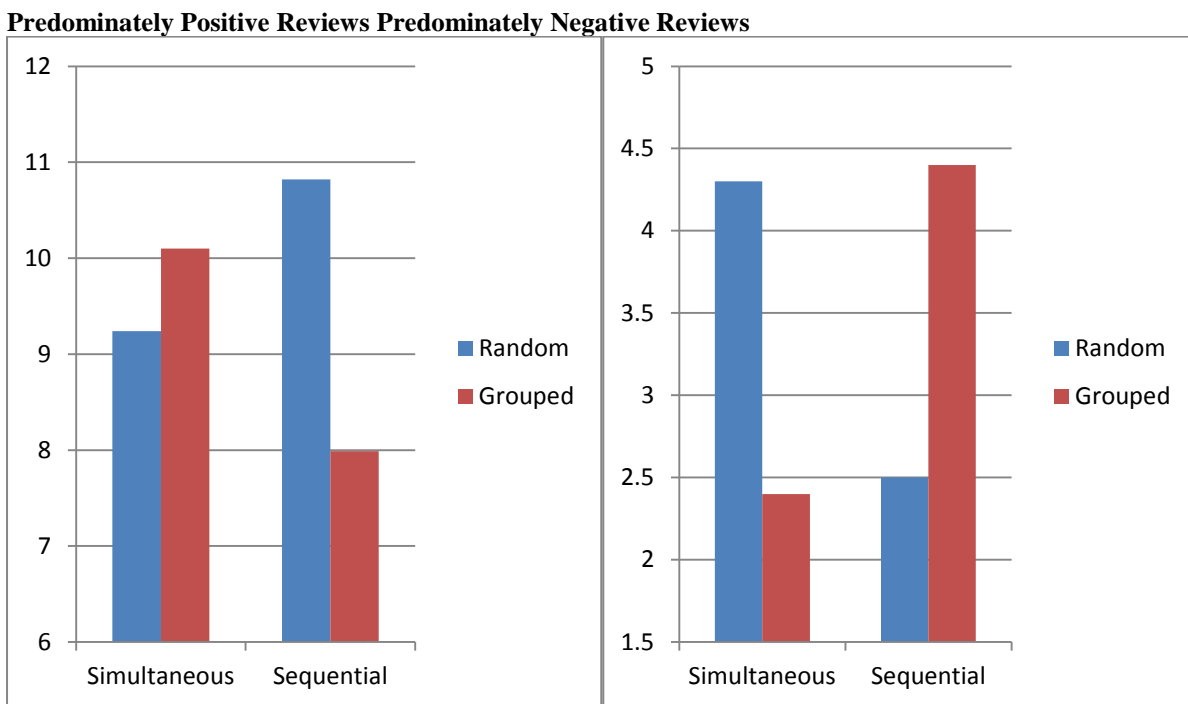 Predominately Positive Reviews Predominately Negative Reviews
12
11
10
9
8
7
6
Simultaneous Sequential
Random
Grouped
5
4.5
4
3.5
3
2.5
2
1.5
Simultaneous Sequential
Random
Grouped